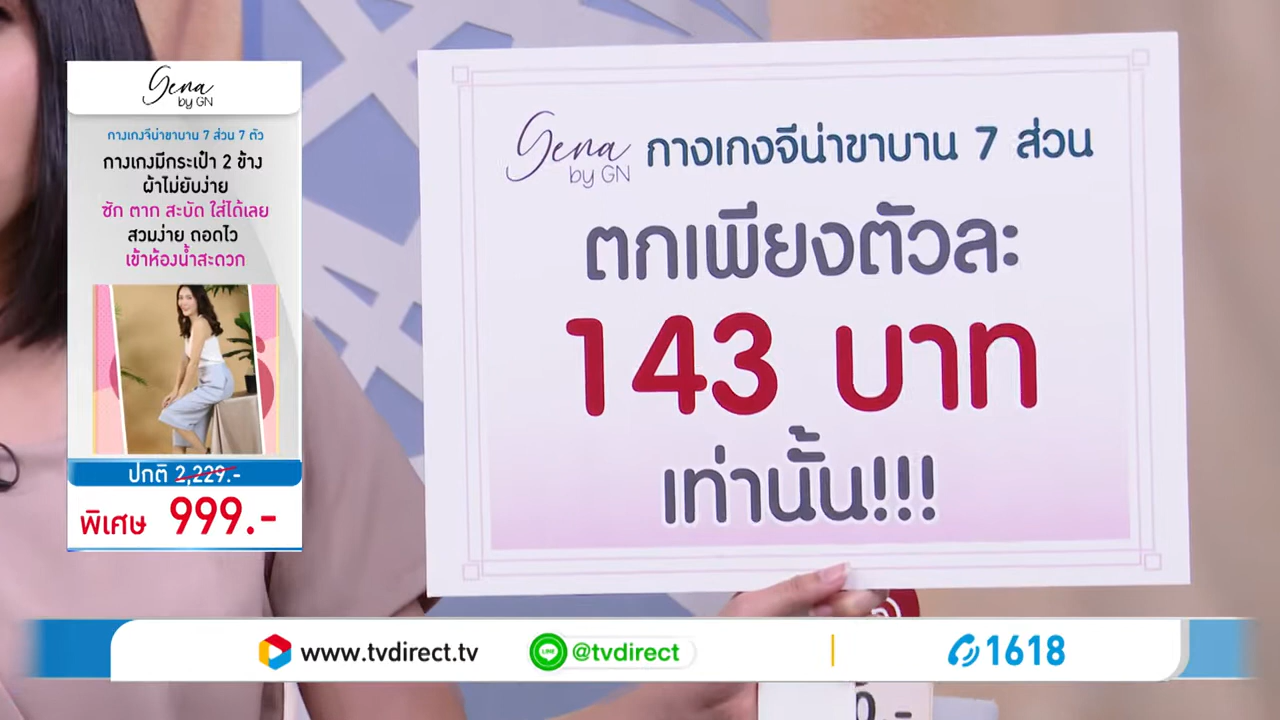 Gena
by GN
กางเกงจีน่าขาบาน 7 ส่วน 7 ตัว
กางเกงมีกระเป๋า 2 ข้าง
ผ้าไม่ยับง่าย
ซัก ตาก สะบัด ใส่ได้เลย
สวมง่าย ถอดไว
เข้าห้องน้ำสะดวก
ปกติ 2,229.-
พิเศษ 999.-
Gena by GN กางเกงจีน่าขาบาน 7 ส่วน
ตกเพียงตัวละ
143 บาท
เท่านั้น!!!
www.tvdirect.tv
LINE @tvdirect
1618